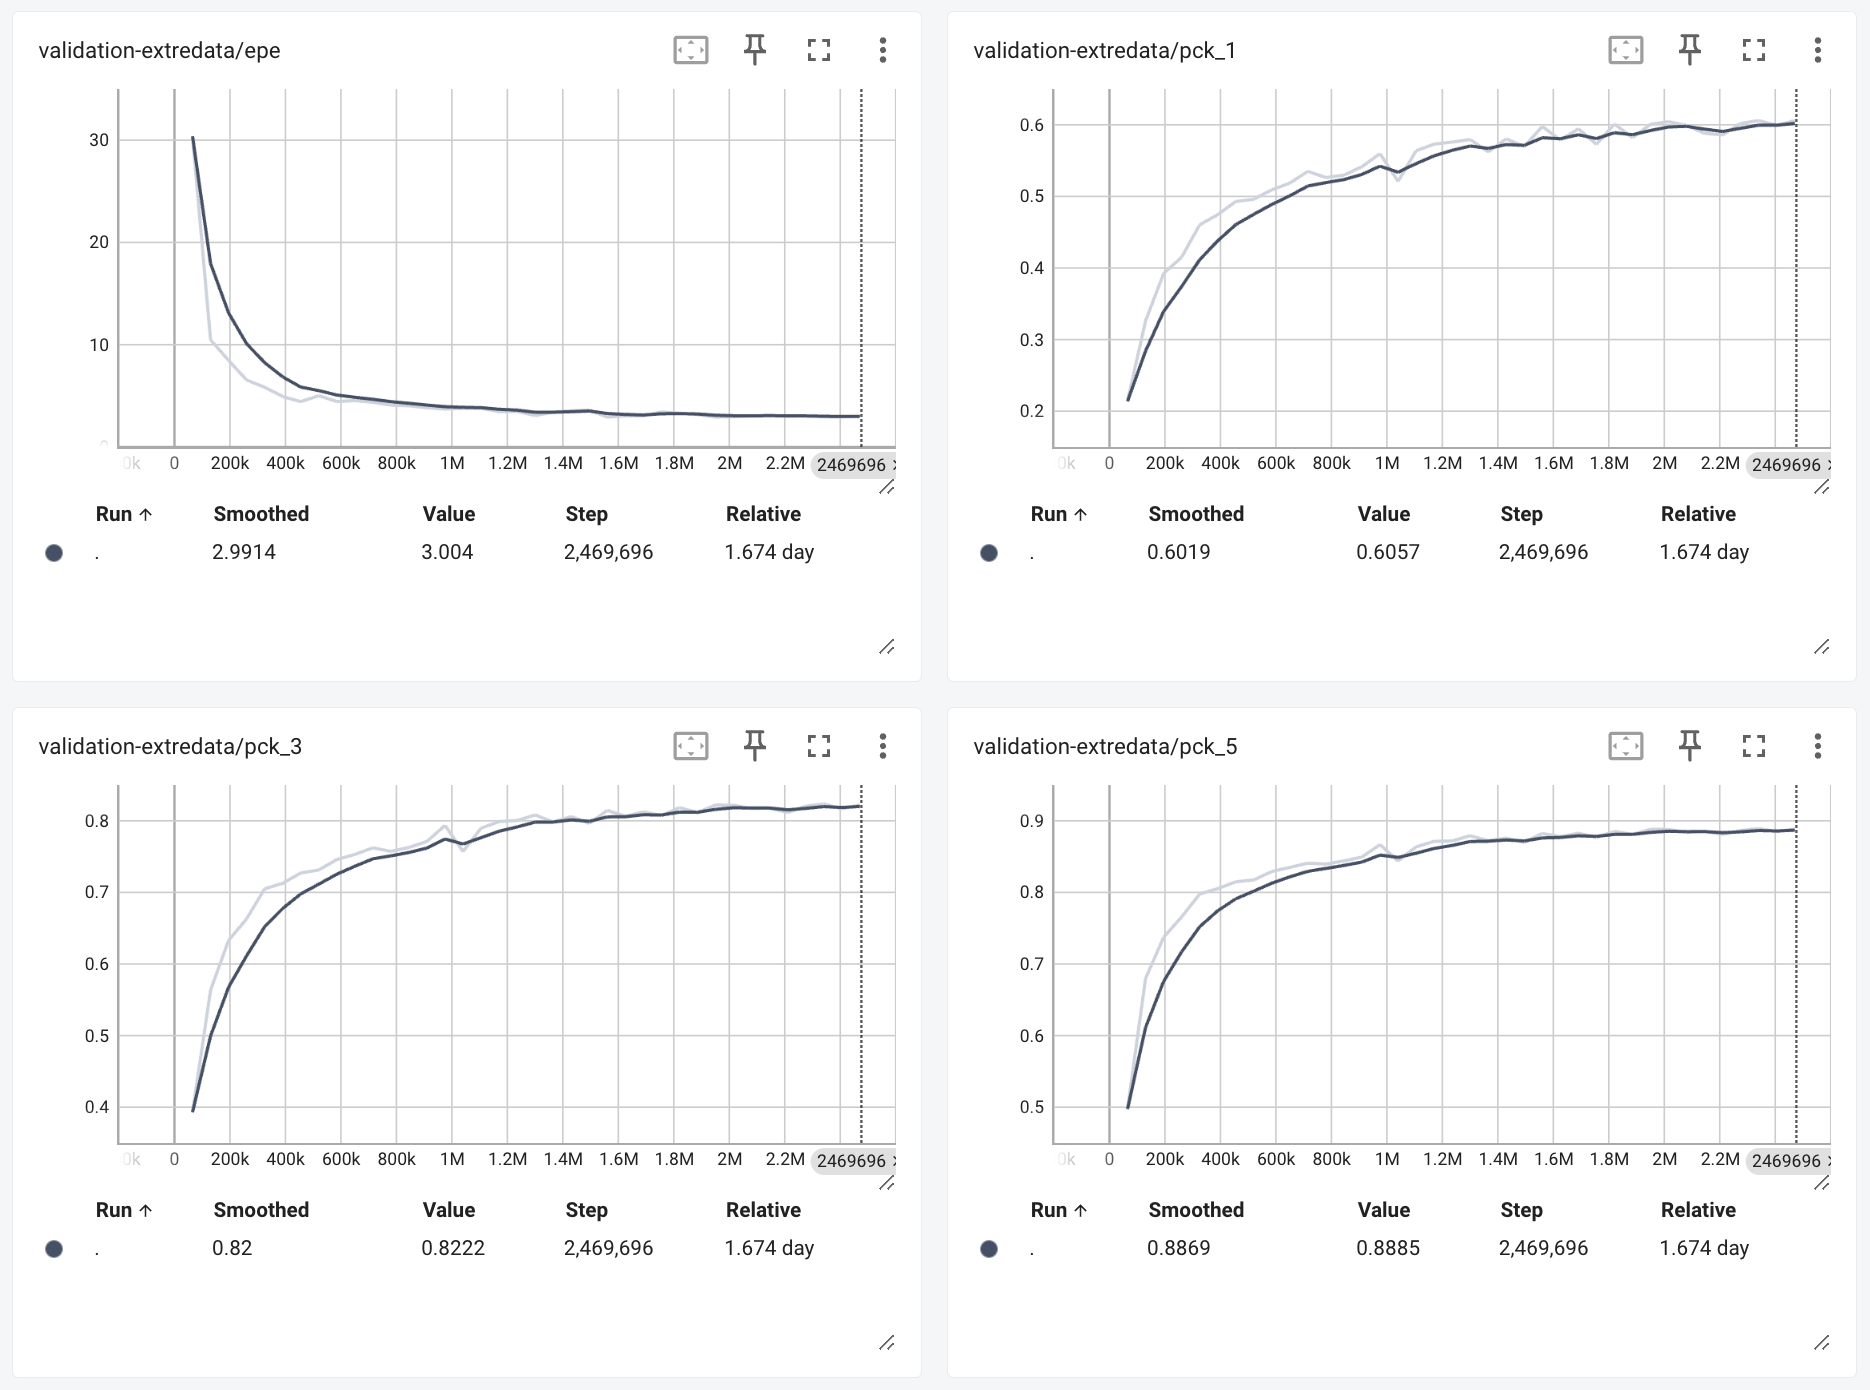 validation-extredata/epe
30
20
10
0
0k 0 200k 400k 600k 800k 1M 1.2M 1.4M 1.6M 1.8M 2M 2.2M 2469696
Run ↑ Smoothed Value Step Relative
. 2.9914 3.004 2,469,696 1.674 day
validation-extredata/pck_1
0.6
0.5
0.4
0.3
0.2
0k 0 200k 400k 600k 800k 1M 1.2M 1.4M 1.6M 1.8M 2M 2.2M 2469696
Run ↑ Smoothed Value Step Relative
. 0.6019 0.6057 2,469,696 1.674 day
validation-extredata/pck_3
0.8
0.7
0.6
0.5
0.4
0k 0 200k 400k 600k 800k 1M 1.2M 1.4M 1.6M 1.8M 2M 2.2M 2469696
Run ↑ Smoothed Value Step Relative
. 0.82 0.8222 2,469,696 1.674 day
validation-extredata/pck_5
0.9
0.8
0.7
0.6
0.5
0k 0 200k 400k 600k 800k 1M 1.2M 1.4M 1.6M 1.8M 2M 2.2M 2469696
Run ↑ Smoothed Value Step Relative
. 0.8869 0.8885 2,469,696 1.674 day